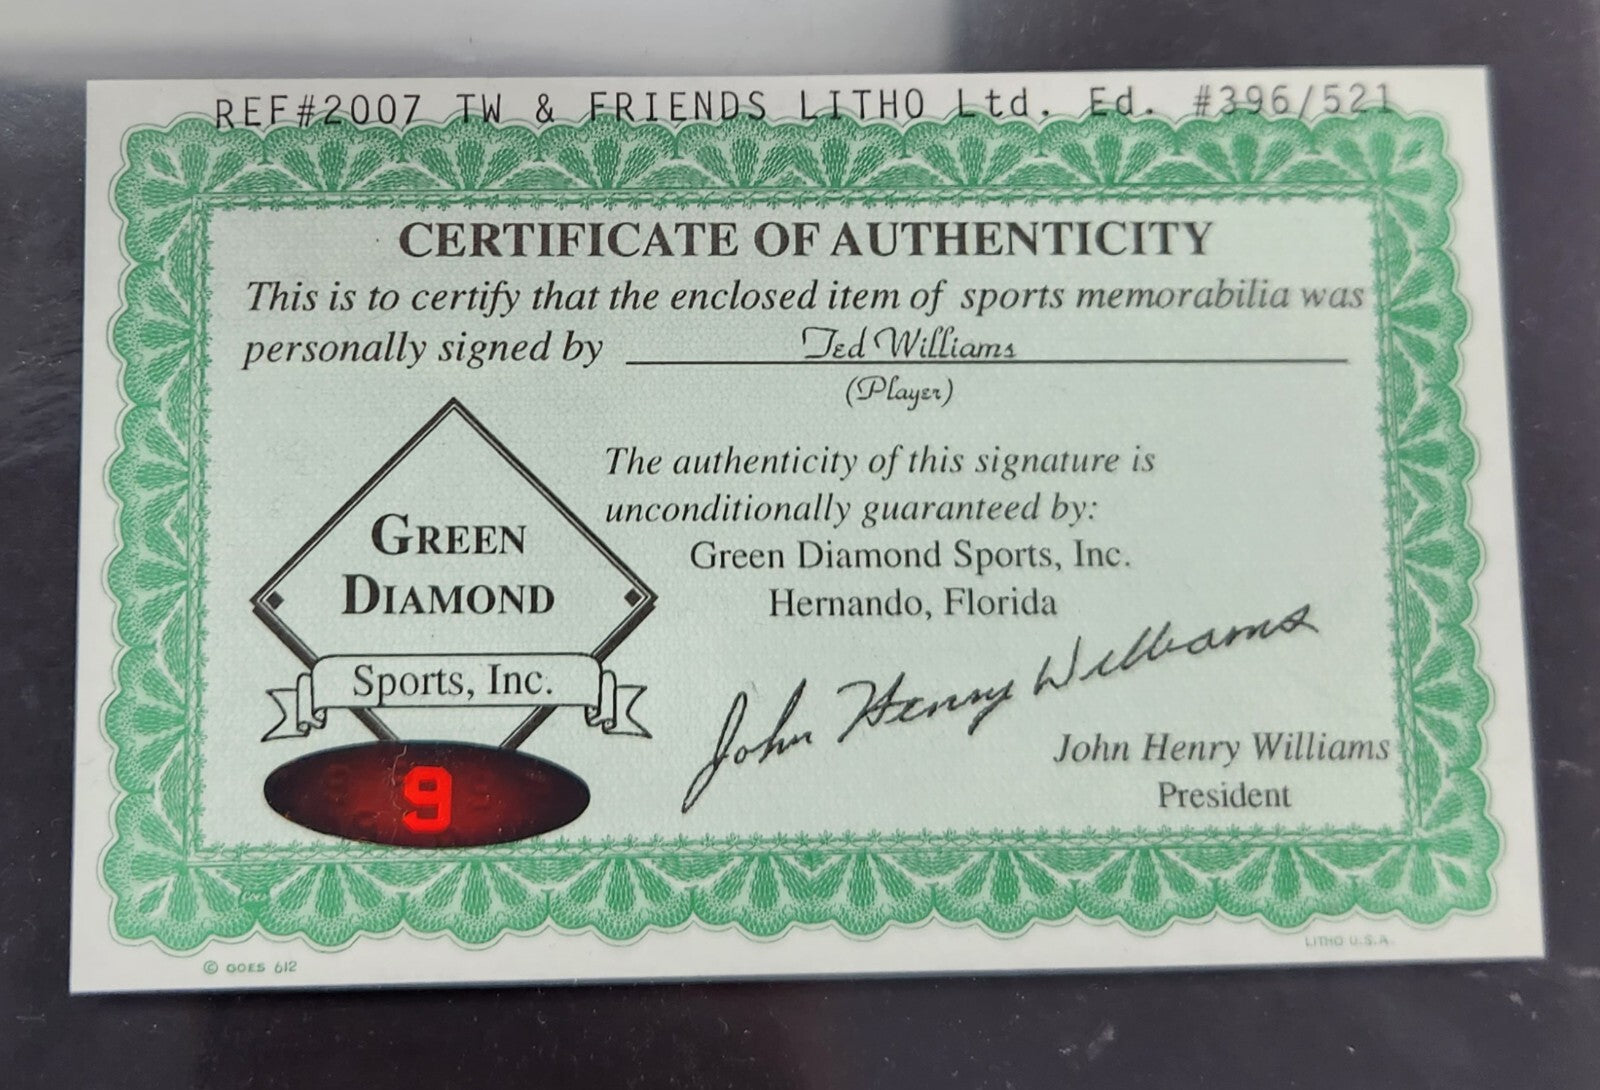 REF#2007 TW & FRIENDS LITHO Ltd. Ed. #396/521
CERTIFICATE OF AUTHENTICITY
This is to certify that the enclosed item of sports memorabilia was
personally signed by Ted Williams
(Player)
The authenticity of this signature is
unconditionally guaranteed by:
Green Diamond Sports, Inc.
Hernando, Florida
GREEN
DIAMOND
Sports, Inc.
9
John Henry Williams
John Henry Williams
President
LITHO U.S.A.
© GOES 612